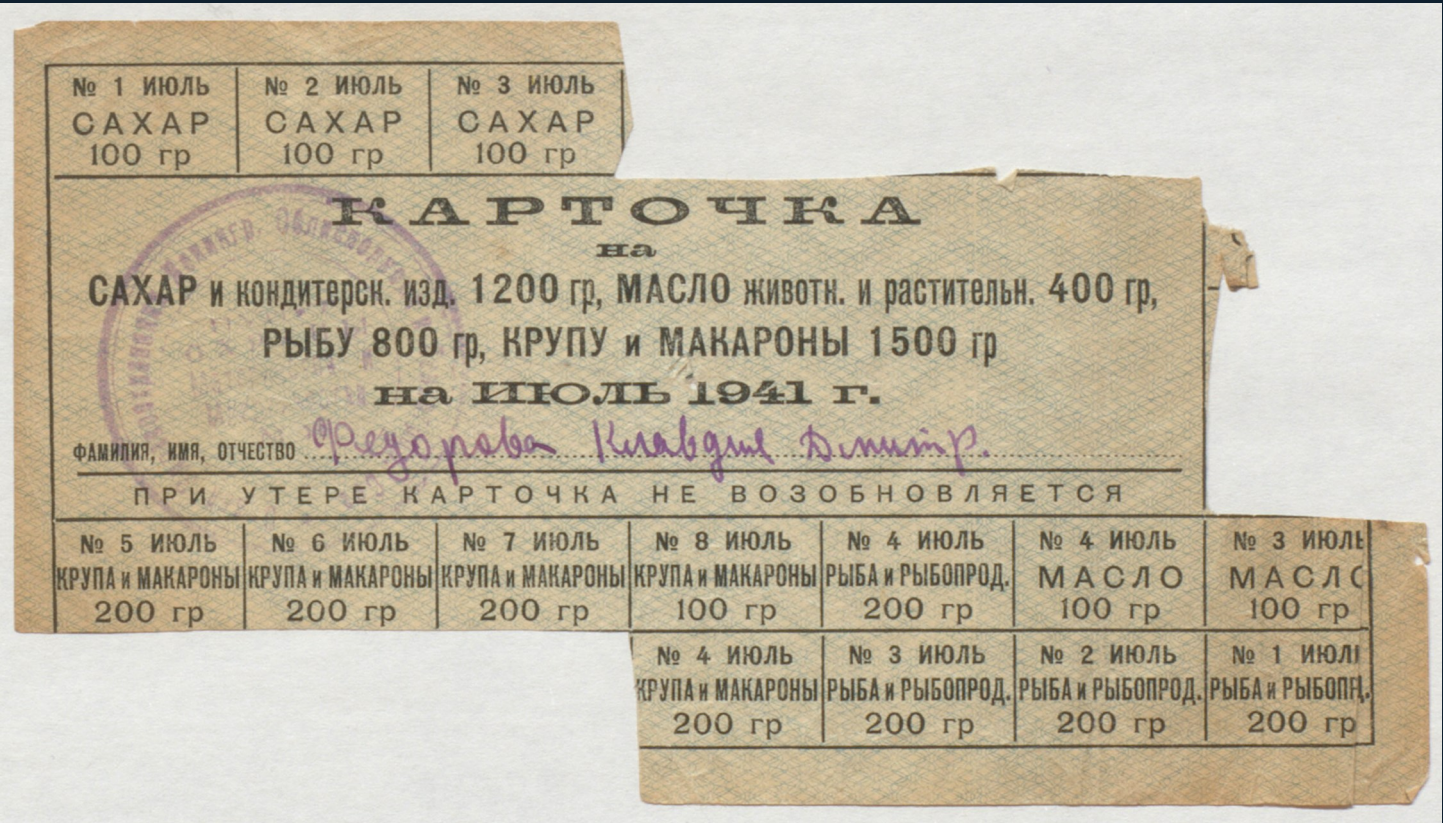 № 1 ИЮЛЬ № 2 ИЮЛЬ № 3 ИЮЛЬ
САХАР САХАР САХАР
100 гр 100 гр 100 гр
КАРТОЧКА
на
САХАР и кондитерск. изд. 1200 гр, МАСЛО животн. и растительн. 400 гр,
РЫБУ 800 гр, КРУПУ и МАКАРОНЫ 1500 гр
на ИЮЛЬ 1941 г.
ФАМИЛИЯ, ИМЯ, ОТЧЕСТВО Федорова Клавдия Дмитр.
ПРИ УТЕРЕ КАРТОЧКА НЕ ВОЗОБНОВЛЯЕТСЯ
№ 5 ИЮЛЬ № 6 ИЮЛЬ № 7 ИЮЛЬ № 8 ИЮЛЬ № 4 ИЮЛЬ № 4 ИЮЛЬ № 3 ИЮЛЬ
КРУПА и МАКАРОНЫ КРУПА и МАКАРОНЫ КРУПА и МАКАРОНЫ КРУПА и МАКАРОНЫ РЫБА и РЫБОПРОД. МАСЛО МАСЛО
200 гр 200 гр 200 гр 100 гр 200 гр 100 гр 100 гр
№ 4 ИЮЛЬ № 3 ИЮЛЬ № 2 ИЮЛЬ № 1 ИЮЛЬ
КРУПА и МАКАРОНЫ РЫБА и РЫБОПРОД. РЫБА и РЫБОПРОД. РЫБА и РЫБОПР.
200 гр 200 гр 200 гр 200 гр